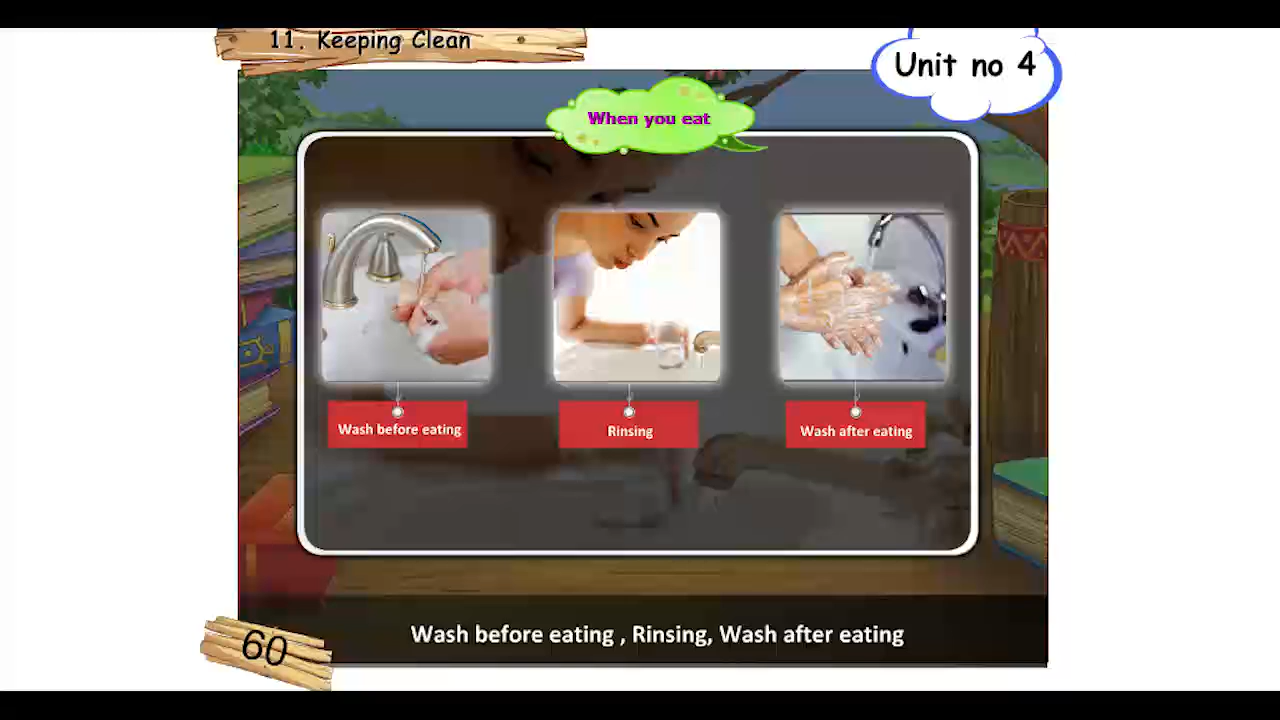 11. Keeping Clean
Unit no 4
When you eat
Wash before eating
Rinsing
Wash after eating
Wash before eating , Rinsing, Wash after eating
60